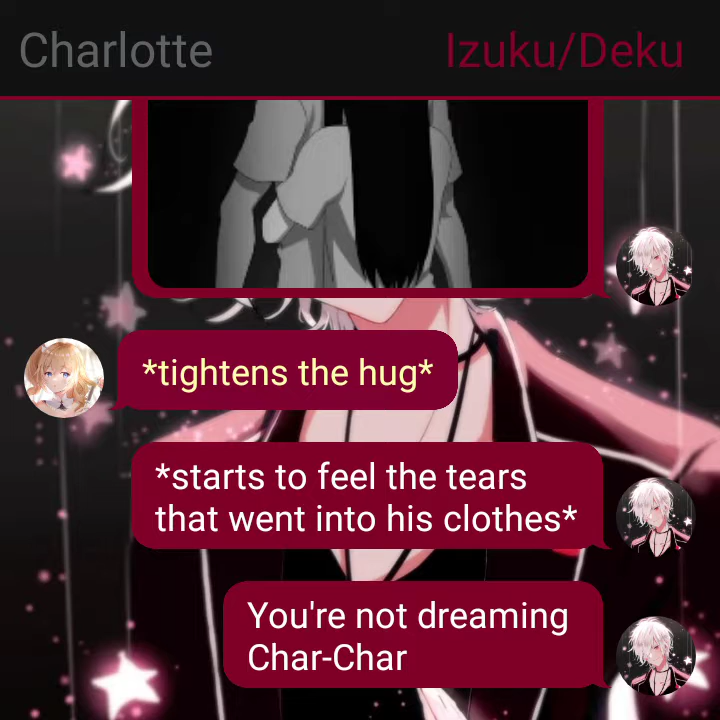 Charlotte
Izuku/Deku
*tightens the hug*
*starts to feel the tears
that went into his clothes*
You're not dreaming
Char-Char